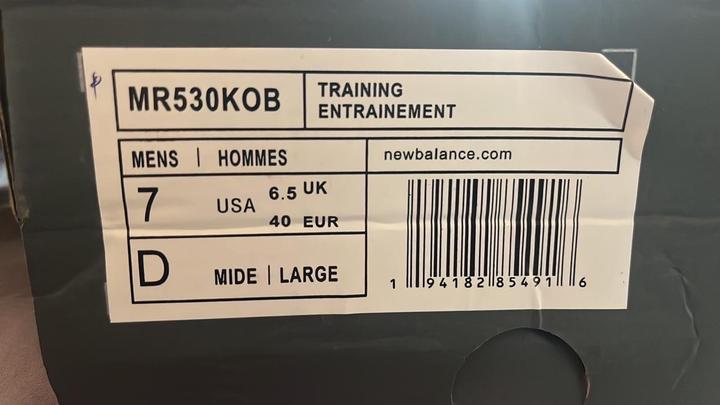 MR530KOB
TRAINING
ENTRAINEMENT
MENS | HOMMES
newbalance.com
7 USA 6.5 UK
40 EUR
D MIDE | LARGE
1 94182 85491 6